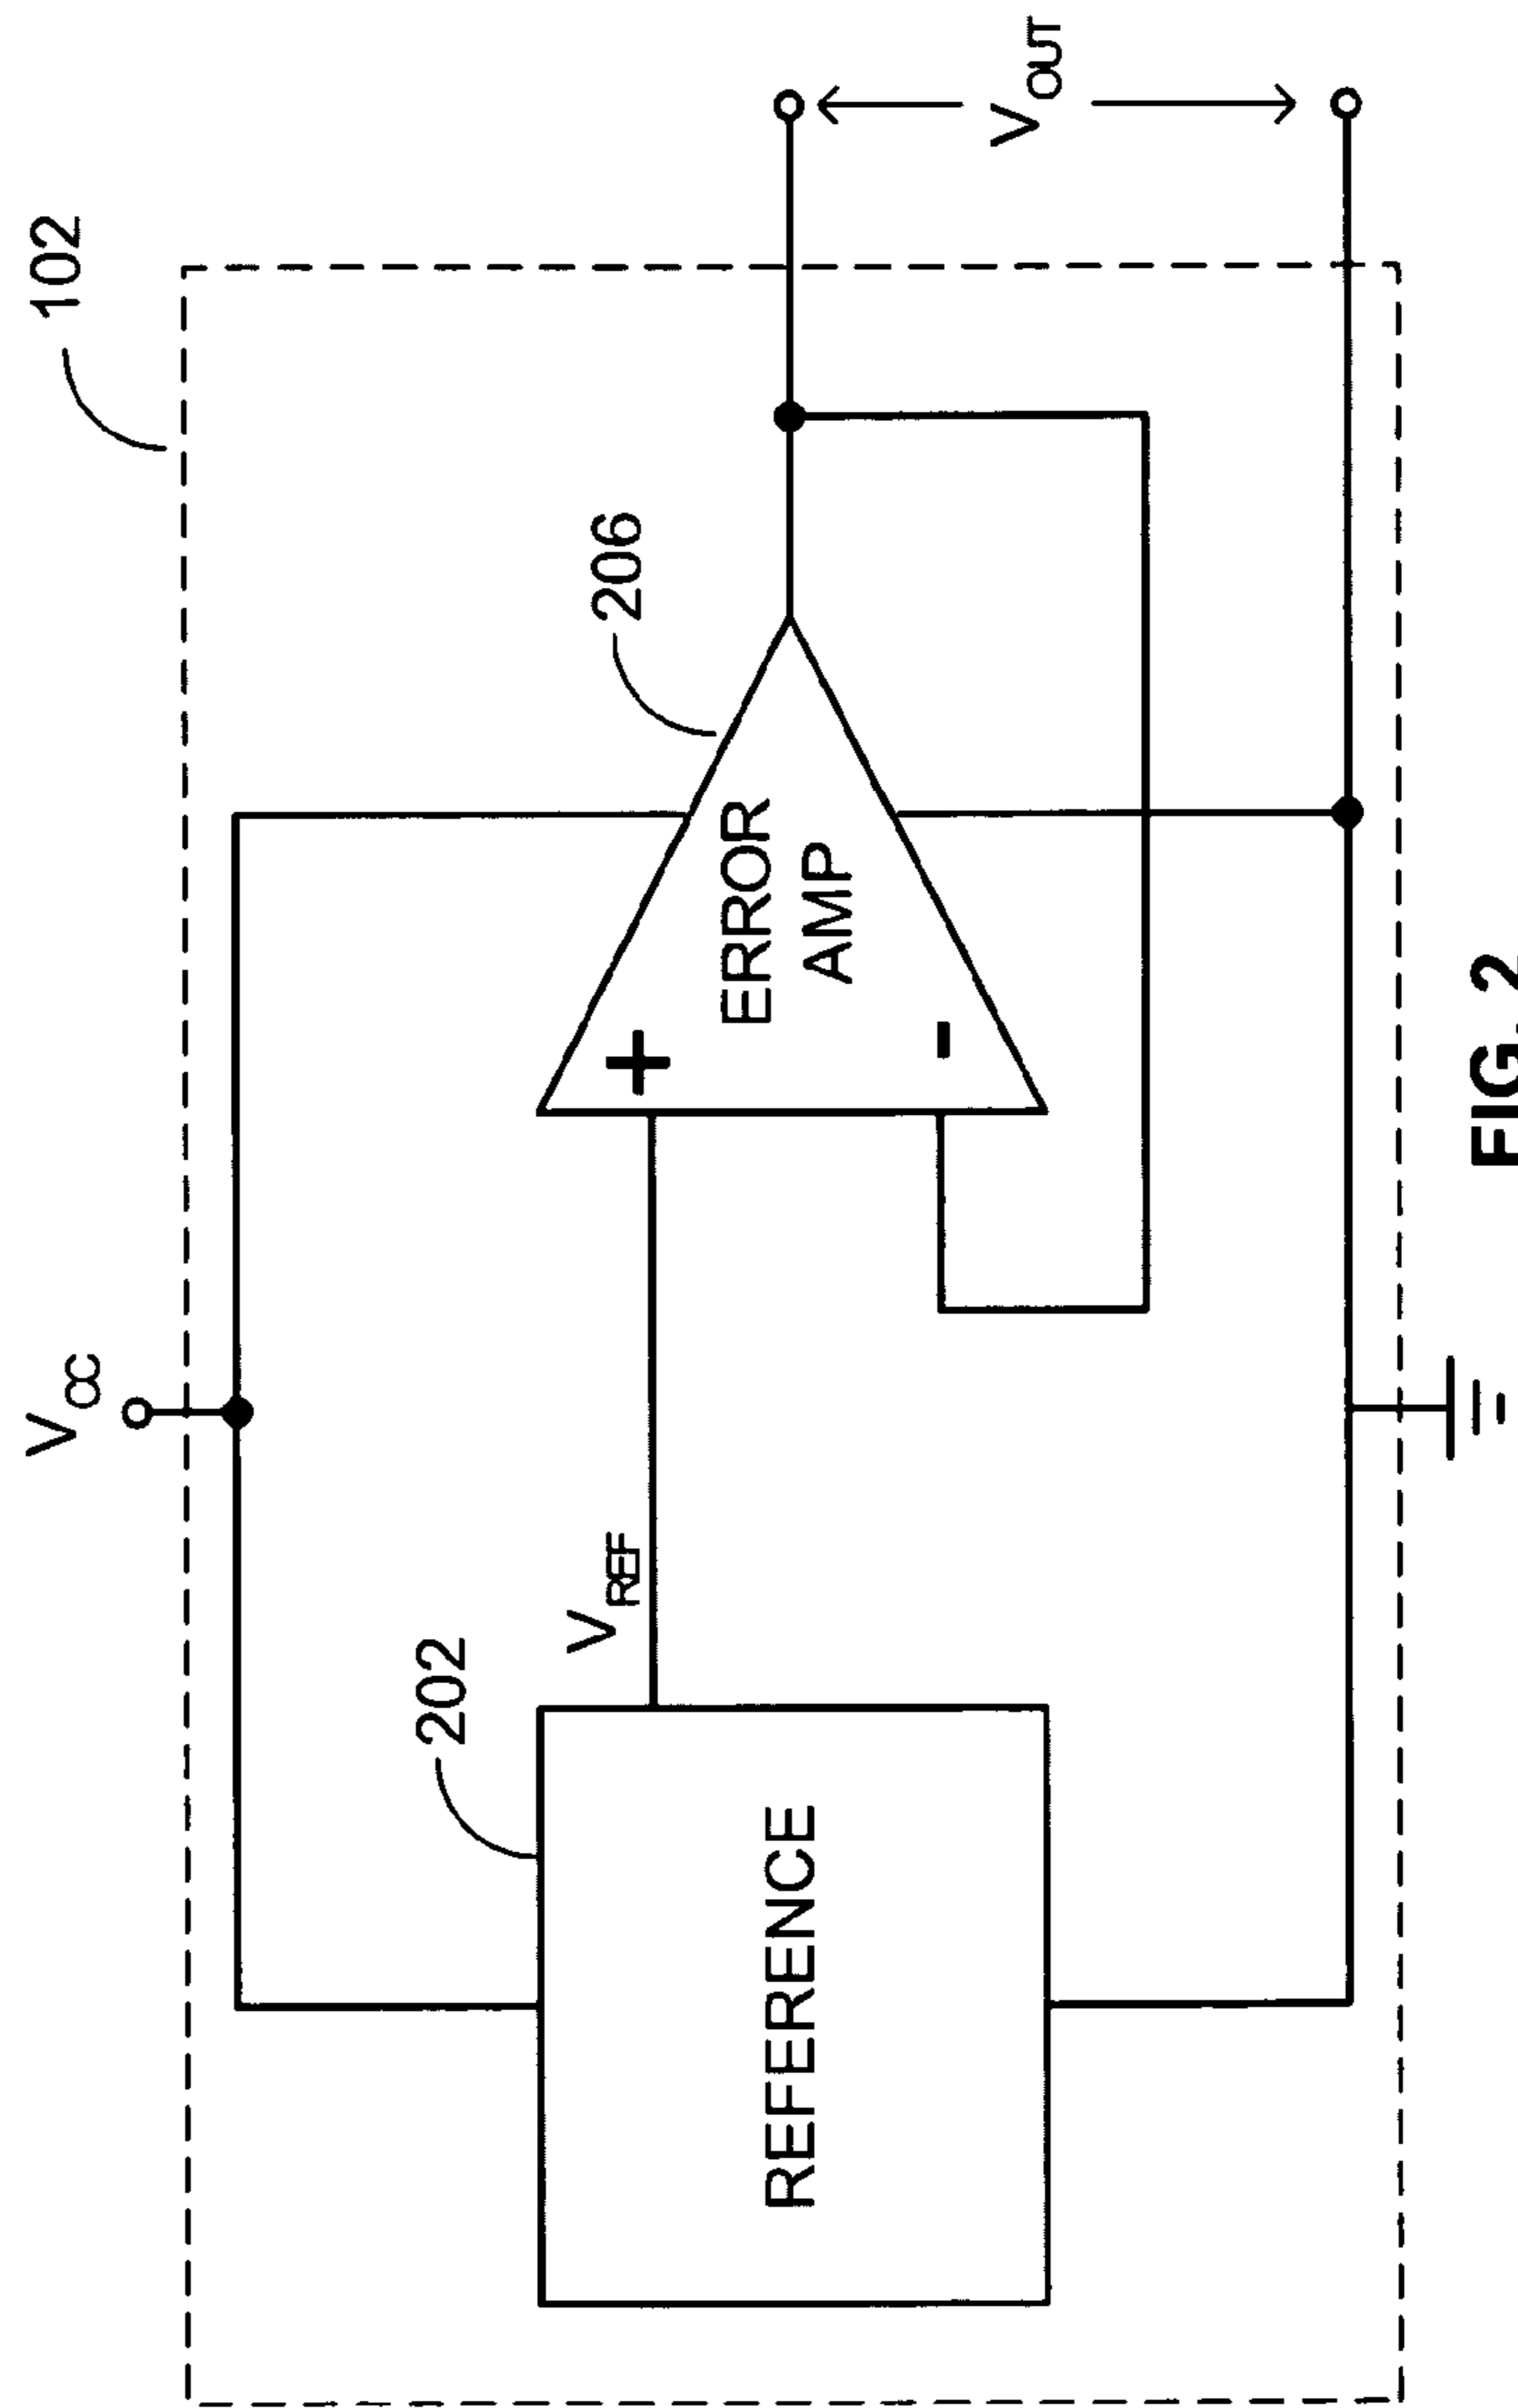 102
V_CC
206
ERROR
AMP
+
-
V_OUT
202
V_REF
REFERENCE
FIG. 2